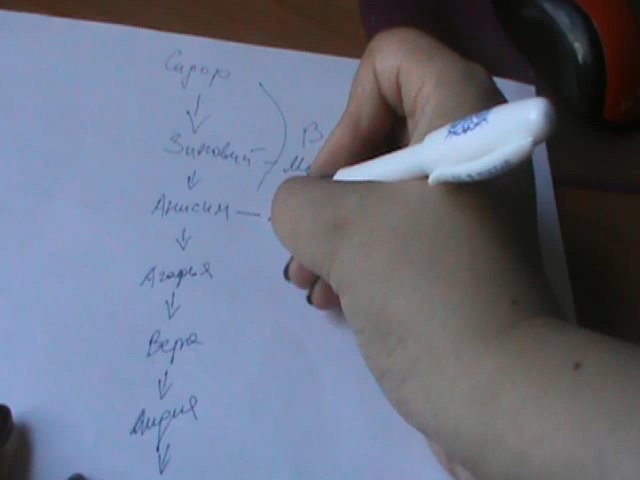 Сидор
Зиновий –
В
Анисим –
Агафья
Вера
Лидия